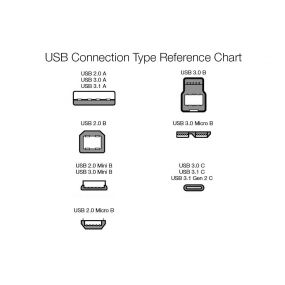 USB Connection Type Reference Chart
USB 2.0 A
USB 3.0 A
USB 3.1 A
USB 3.0 B
USB 2.0 B
USB 3.0 Micro B
USB 2.0 Mini B
USB 3.0 Mini B
USB 3.0 C
USB 3.1 C
USB 3.1 Gen 2 C
USB 2.0 Micro B